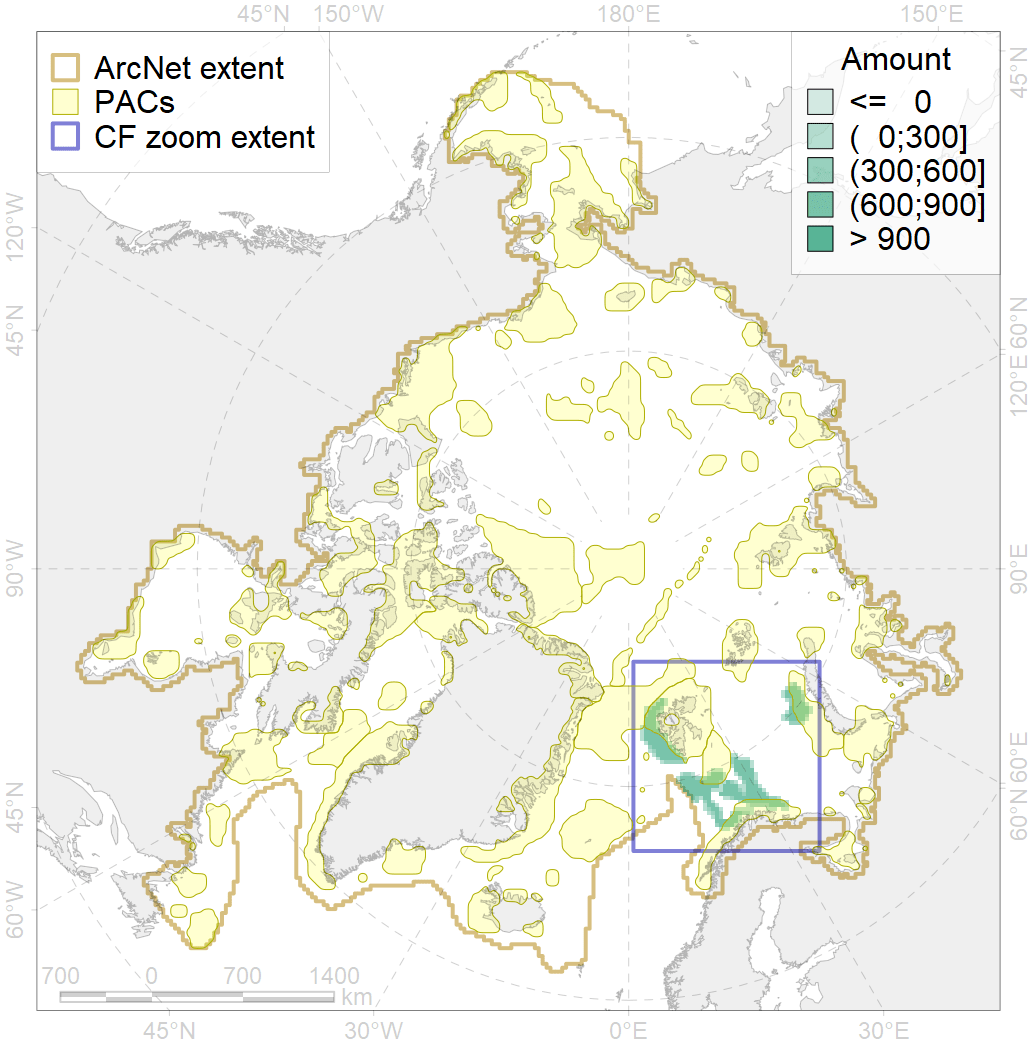 45°N 150°W 180°E 150°E
ArcNet extent
PACs
CF zoom extent
Amount
<= 0
( 0;300]
(300;600]
(600;900]
> 900
45°N
60°N
120°E
90°E
60°E
60°N
120°W
45°N
90°W
45°N
60°W
700 0 700 1400
km
45°N 30°W 0°E 30°E